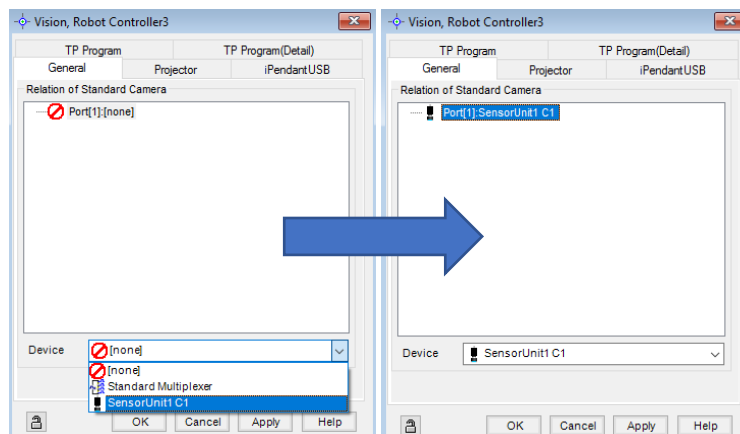 Vision, Robot Controller3
TP Program
TP Program(Detail)
General
Projector
iPendantUSB
Relation of Standard Camera
Port[1]:[none]
Device
[none]
[none]
Standard Multiplexer
SensorUnit1 C1
OK
Cancel
Apply
Help
Vision, Robot Controller3
TP Program
TP Program(Detail)
General
Projector
iPendantUSB
Relation of Standard Camera
Port[1]:SensorUnit1 C1
Device
SensorUnit1 C1
OK
Cancel
Apply
Help